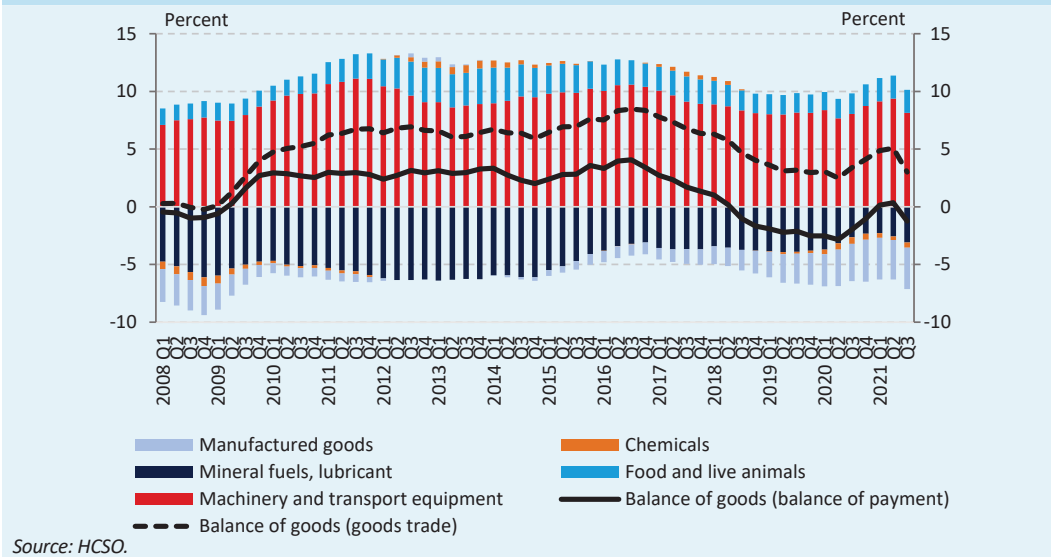 Percent Percent
15 15
10 10
5 5
0 0
-5 -5
-10 -10
2008 Q1
Q2
Q3
Q4
2009 Q1
Q2
Q3
Q4
2010 Q1
Q2
Q3
Q4
2011 Q1
Q2
Q3
Q4
2012 Q1
Q2
Q3
Q4
2013 Q1
Q2
Q3
Q4
2014 Q1
Q2
Q3
Q4
2015 Q1
Q2
Q3
Q4
2016 Q1
Q2
Q3
Q4
2017 Q1
Q2
Q3
Q4
2018 Q1
Q2
Q3
Q4
2019 Q1
Q2
Q3
Q4
2020 Q1
Q2
Q3
Q4
2021 Q1
Q2
Q3
Manufactured goods Chemicals
Mineral fuels, lubricant Food and live animals
Machinery and transport equipment Balance of goods (balance of payment)
Balance of goods (goods trade)
Source: HCSO.